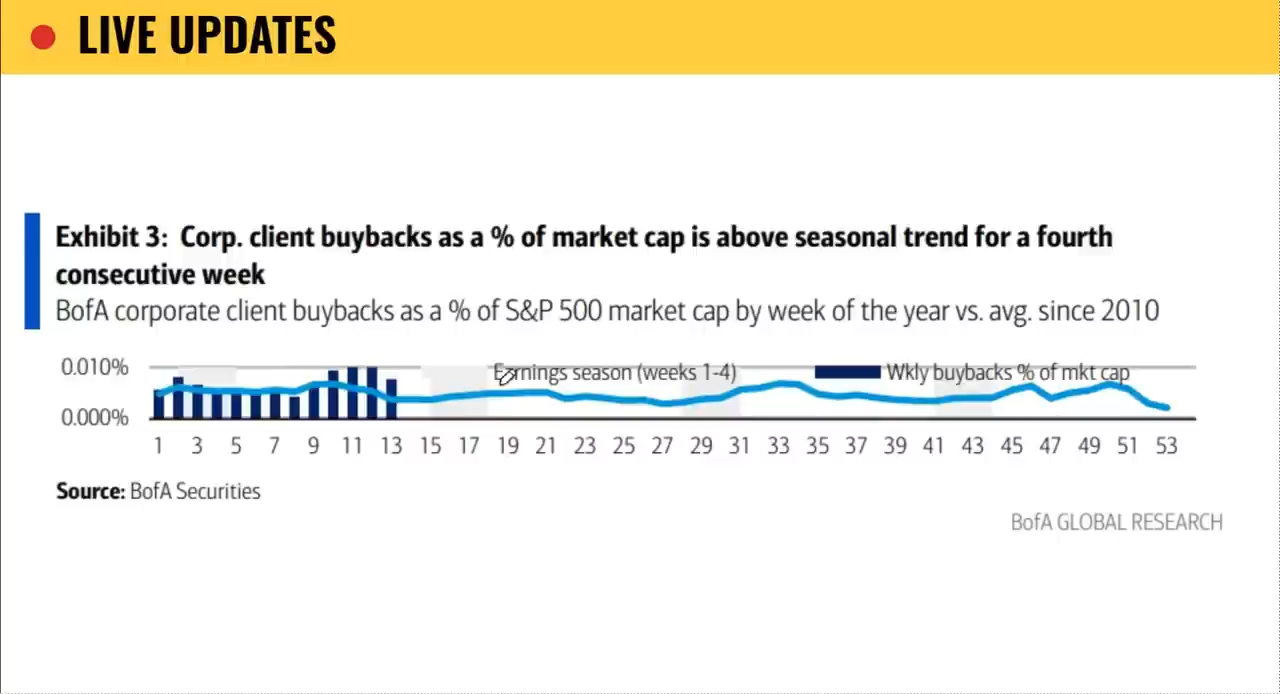 LIVE UPDATES
Exhibit 3: Corp. client buybacks as a % of market cap is above seasonal trend for a fourth
consecutive week
BofA corporate client buybacks as a % of S&P 500 market cap by week of the year vs. avg. since 2010
0.010%
Earnings season (weeks 1-4) Wkly buybacks % of mkt cap
0.000%
1 3 5 7 9 11 13 15 17 19 21 23 25 27 29 31 33 35 37 39 41 43 45 47 49 51 53
Source: BofA Securities
BofA GLOBAL RESEARCH